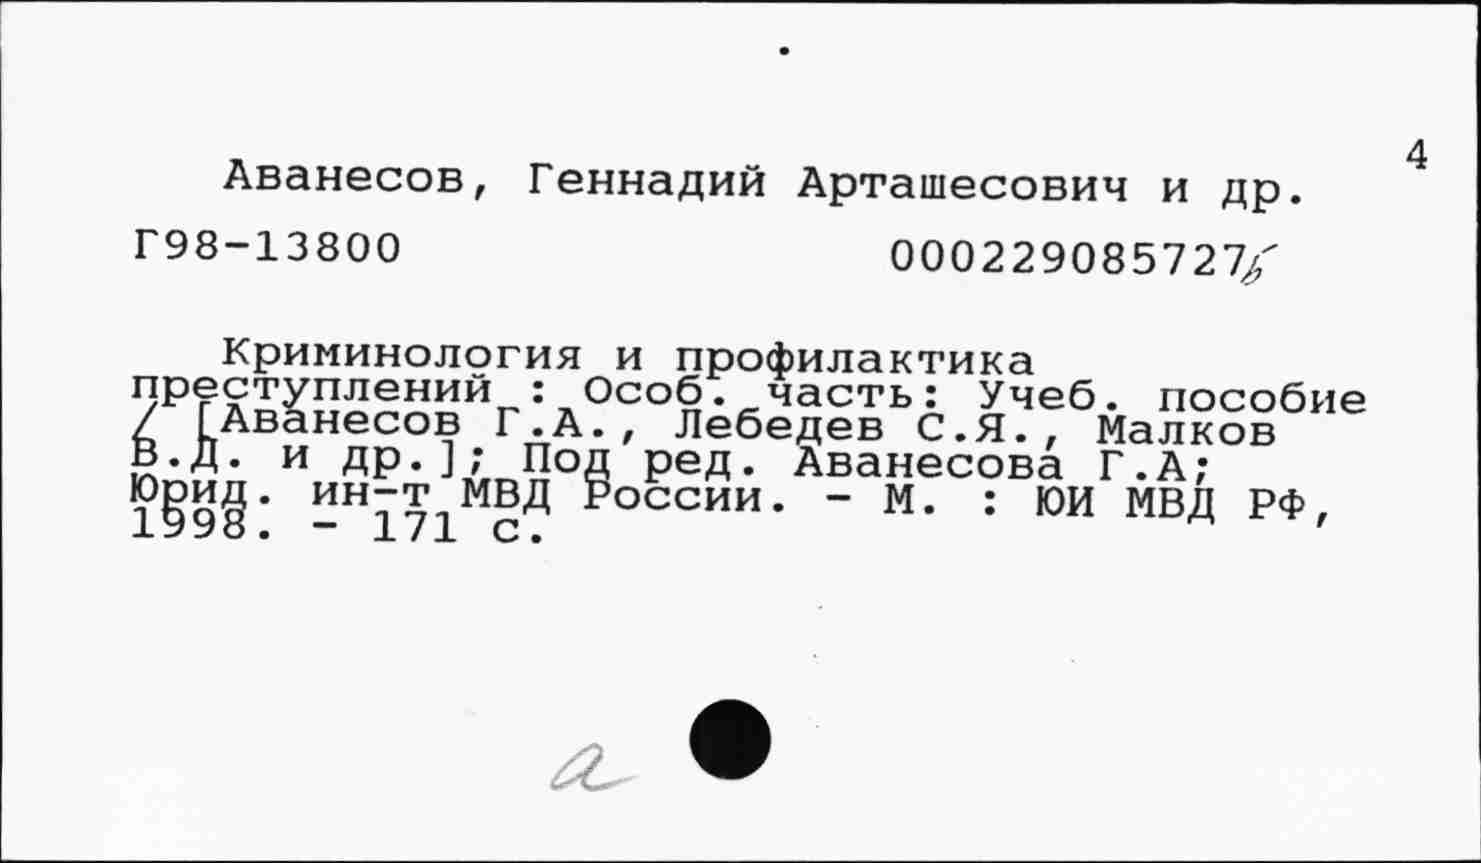 4
Аванесов, Геннадий Арташесович и др.
Г98-13800 000229085727б
Криминология и профилактика
преступлений : Особ. часть: Учеб. пособие
/ [Аванесов Г.А., Лебедев С.Я., Малков
В.Д. и др.]; Под ред. Аванесова Г.А;
Юрид. ин-т МВД России. - М. : ЮИ МВД РФ,
1998. - 171 с.
а